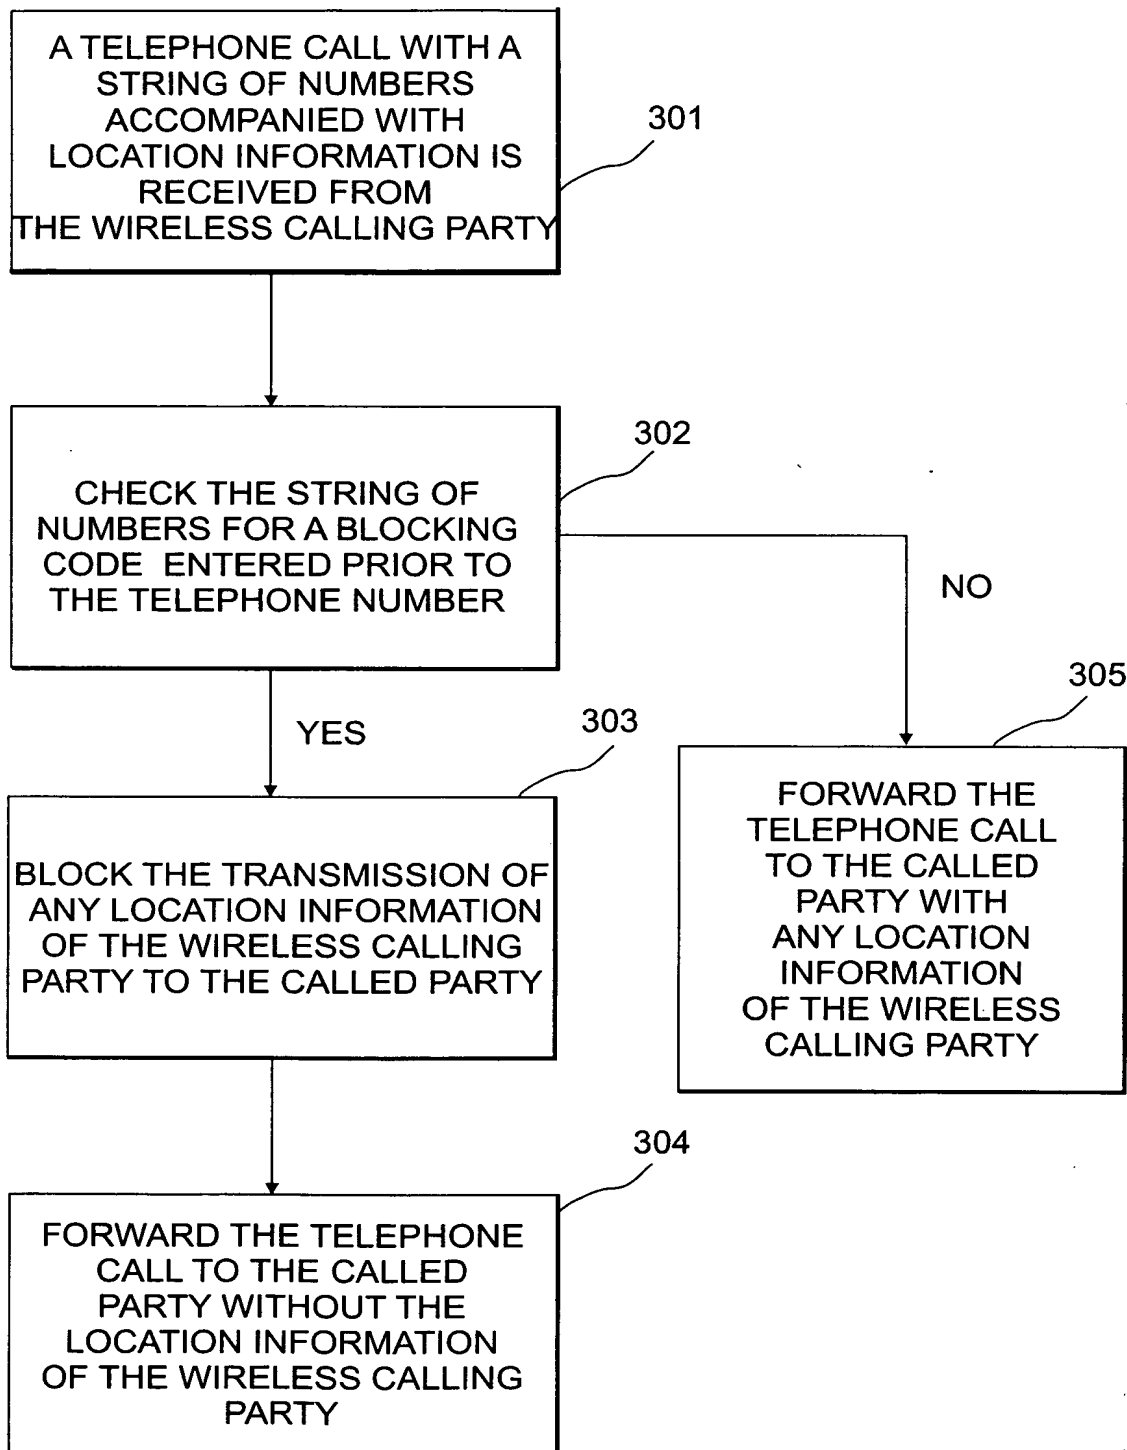 A TELEPHONE CALL WITH A
STRING OF NUMBERS
ACCOMPANIED WITH
LOCATION INFORMATION IS
RECEIVED FROM
THE WIRELESS CALLING PARTY
301
302
CHECK THE STRING OF
NUMBERS FOR A BLOCKING
CODE ENTERED PRIOR TO
THE TELEPHONE NUMBER
NO
YES
303
305
BLOCK THE TRANSMISSION OF
ANY LOCATION INFORMATION
OF THE WIRELESS CALLING
PARTY TO THE CALLED PARTY
FORWARD THE
TELEPHONE CALL
TO THE CALLED
PARTY WITH
ANY LOCATION
INFORMATION
OF THE WIRELESS
CALLING PARTY
304
FORWARD THE TELEPHONE
CALL TO THE CALLED
PARTY WITHOUT THE
LOCATION INFORMATION
OF THE WIRELESS CALLING
PARTY